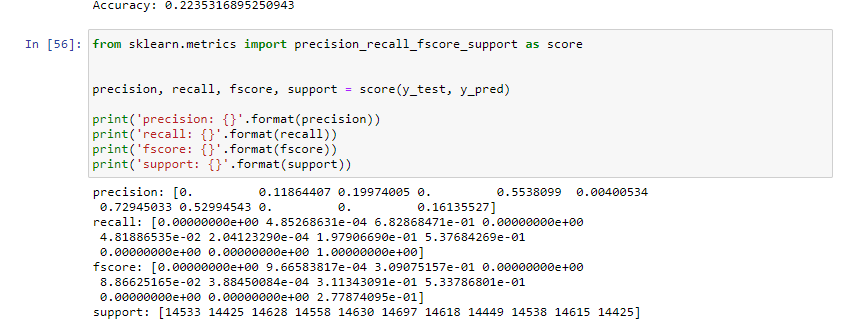 Accuracy: 0.2235316895250943
In [56]: from sklearn.metrics import precision_recall_fscore_support as score
precision, recall, fscore, support = score(y_test, y_pred)
print('precision: {}'.format(precision))
print('recall: {}'.format(recall))
print('fscore: {}'.format(fscore))
print('support: {}'.format(support))
precision: [0. 0.11864407 0.19974005 0. 0.5538099 0.00400534
0.72945033 0.52994543 0. 0. 0.16135527]
recall: [0.00000000e+00 4.85268631e-04 6.82868471e-01 0.00000000e+00
4.81886535e-02 2.04123290e-04 1.97906690e-01 5.37684269e-01
0.00000000e+00 0.00000000e+00 1.00000000e+00]
fscore: [0.00000000e+00 9.66583817e-04 3.09075157e-01 0.00000000e+00
8.86625165e-02 3.88450084e-04 3.11343091e-01 5.33786801e-01
0.00000000e+00 0.00000000e+00 2.77874095e-01]
support: [14533 14425 14628 14558 14630 14697 14618 14449 14538 14615 14425]